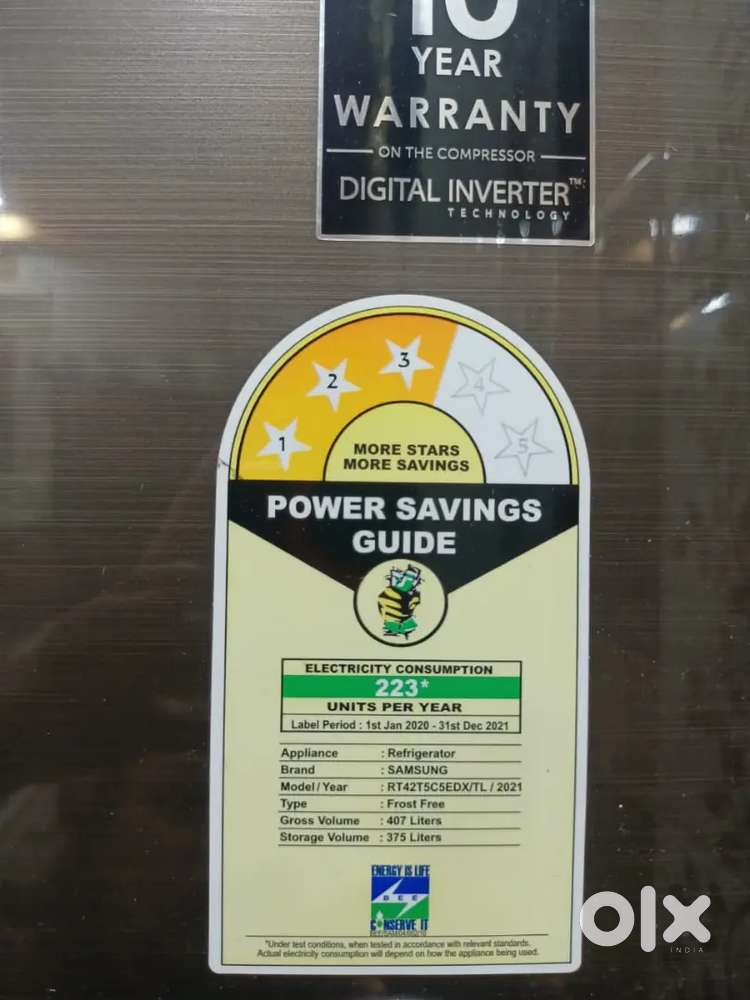 10
YEAR
WARRANTY
ON THE COMPRESSOR
DIGITAL INVERTER™
TECHNOLOGY
1 2 3 4 5
MORE STARS
MORE SAVINGS
POWER SAVINGS
GUIDE
ELECTRICITY CONSUMPTION
223*
UNITS PER YEAR
Label Period : 1st Jan 2020 - 31st Dec 2021
Appliance : Refrigerator
Brand : SAMSUNG
Model / Year : RT42T5C5EDX/TL / 2021
Type : Frost Free
Gross Volume : 407 Liters
Storage Volume : 375 Liters
ENERGY IS LIFE
BEE
CONSERVE IT
*Under test conditions, when tested in accordance with relevant standards.
Actual electricity consumption will depend on how the appliance being used.
olx
INDIA